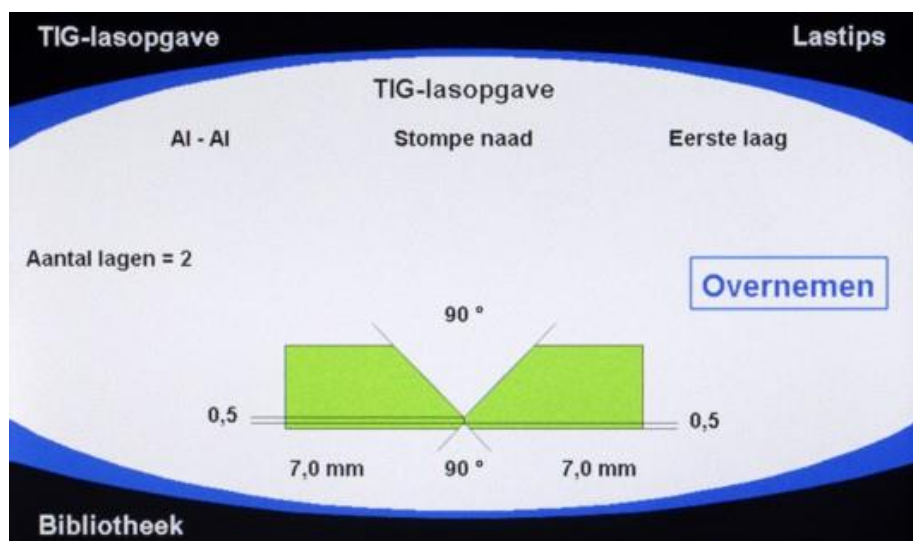 TIG-lasopgave
Lastips
TIG-lasopgave
Al - Al
Stompe naad
Eerste laag
Aantal lagen = 2
Overnemen
90 °
0,5
0,5
7,0 mm
90 °
7,0 mm
Bibliotheek